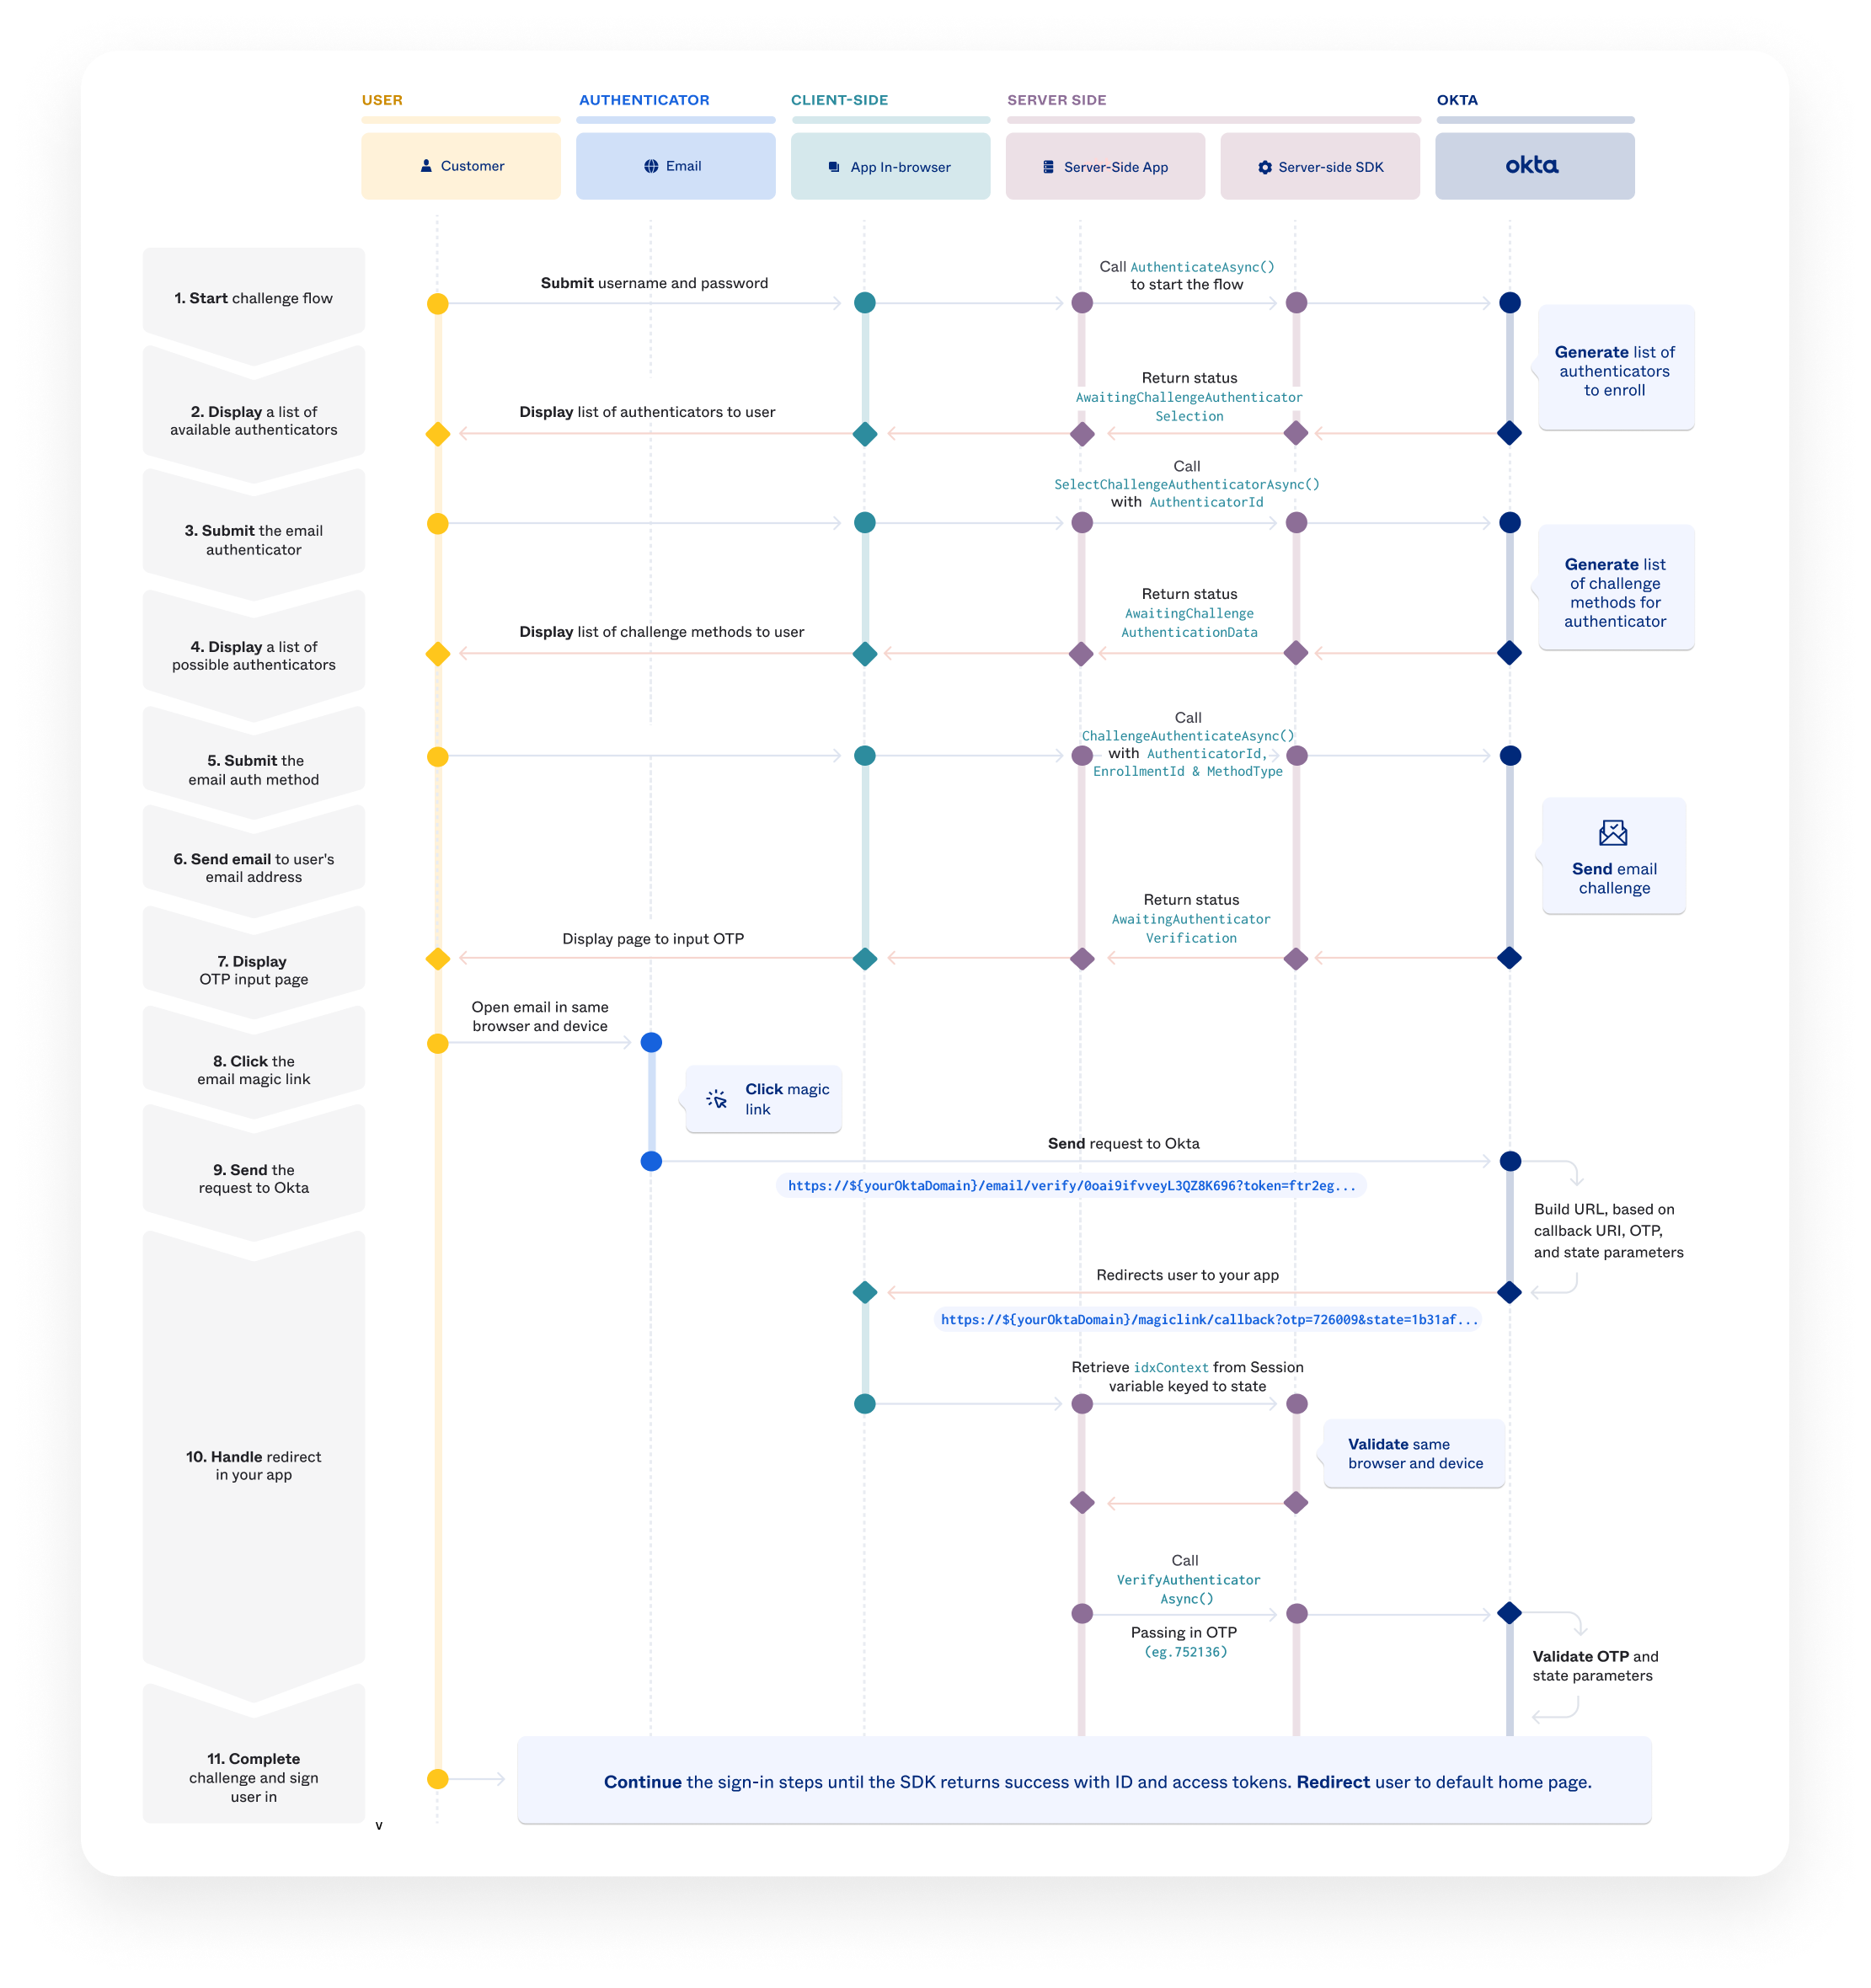 USER
AUTHENTICATOR
CLIENT-SIDE
SERVER SIDE
OKTA
Customer
Email
App In-browser
Server-Side App
Server-side SDK
okta
1. Start challenge flow
Submit username and password
Call AuthenticateAsync()
to start the flow
Generate list of
authenticators
to enroll
2. Display a list of
available authenticators
Display list of authenticators to user
Return status
AwaitingChallengeAuthenticator
Selection
3. Submit the email
authenticator
Call
SelectChallengeAuthenticatorAsync()
with AuthenticatorId
Generate list
of challenge
methods for
authenticator
4. Display a list of
possible authenticators
Display list of challenge methods to user
Return status
AwaitingChallenge
AuthenticationData
5. Submit the
email auth method
Call
ChallengeAuthenticateAsync()
with AuthenticatorId,
EnrollmentId & MethodType
6. Send email to user's
email address
Send email
challenge
7. Display
OTP input page
Display page to input OTP
Return status
AwaitingAuthenticator
Verification
8. Click the
email magic link
Open email in same
browser and device
Click magic
link
9. Send the
request to Okta
Send request to Okta
https://${yourOktaDomain}/email/verify/0oai9ifvveyL3QZ8K696?token=ftr2eg...
Build URL, based on
callback URI, OTP,
and state parameters
Redirects user to your app
https://${yourOktaDomain}/magiclink/callback?otp=726009&state=1b31af...
10. Handle redirect
in your app
Retrieve idxContext from Session
variable keyed to state
Validate same
browser and device
Call
VerifyAuthenticator
Async()
Passing in OTP
(eg.752136)
Validate OTP and
state parameters
11. Complete
challenge and sign
user in
Continue the sign-in steps until the SDK returns success with ID and access tokens. Redirect user to default home page.
v